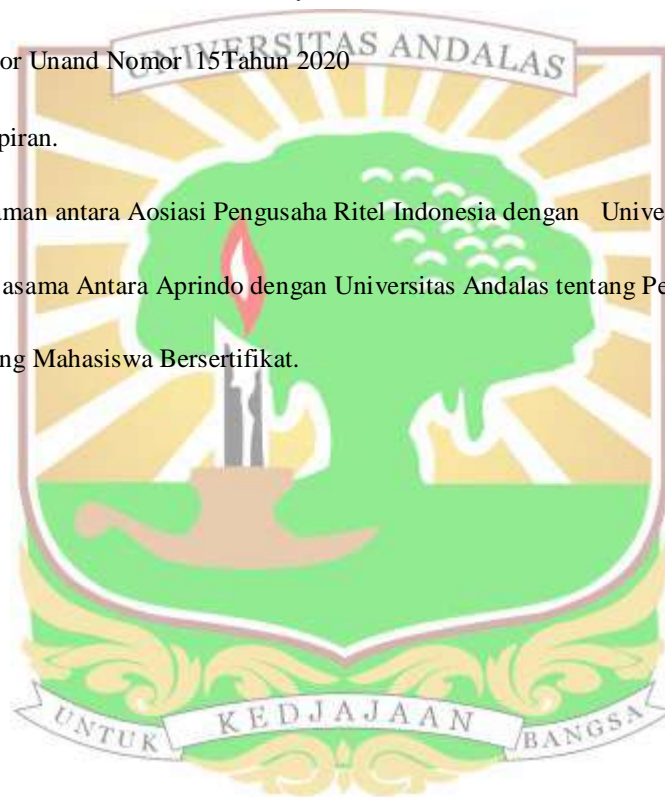 UNIVERSITAS ANDALAS
or Unand Nomor 15Tahun 2020
piran.
aman antara Aosiasi Pengusaha Ritel Indonesia dengan Unive
asama Antara Aprindo dengan Universitas Andalas tentang Pe
ng Mahasiswa Bersertifikat.
UNTUK KEDJAJAAN BANGSA